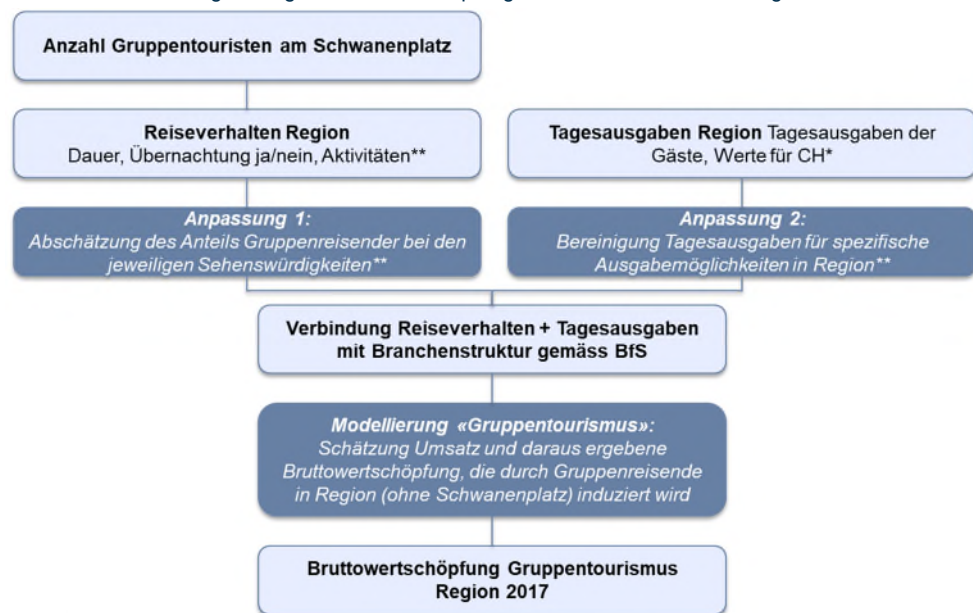 Anzahl Gruppentouristen am Schwanenplatz
Reiseverhalten Region
Dauer, Übernachtung ja/nein, Aktivitäten**
Tagesausgaben Region Tagesausgaben der
Gäste, Werte für CH*
Anpassung 1:
Abschätzung des Anteils Gruppenreisender bei den
jeweiligen Sehenswürdigkeiten**
Anpassung 2:
Bereinigung Tagesausgaben für spezifische
Ausgabemöglichkeiten in Region**
Verbindung Reiseverhalten + Tagesausgaben
mit Branchenstruktur gemäss BfS
Modellierung «Gruppentourismus»:
Schätzung Umsatz und daraus ergebene
Bruttowertschöpfung, die durch Gruppenreisende
in Region (ohne Schwanenplatz) induziert wird
Bruttowertschöpfung Gruppentourismus
Region 2017